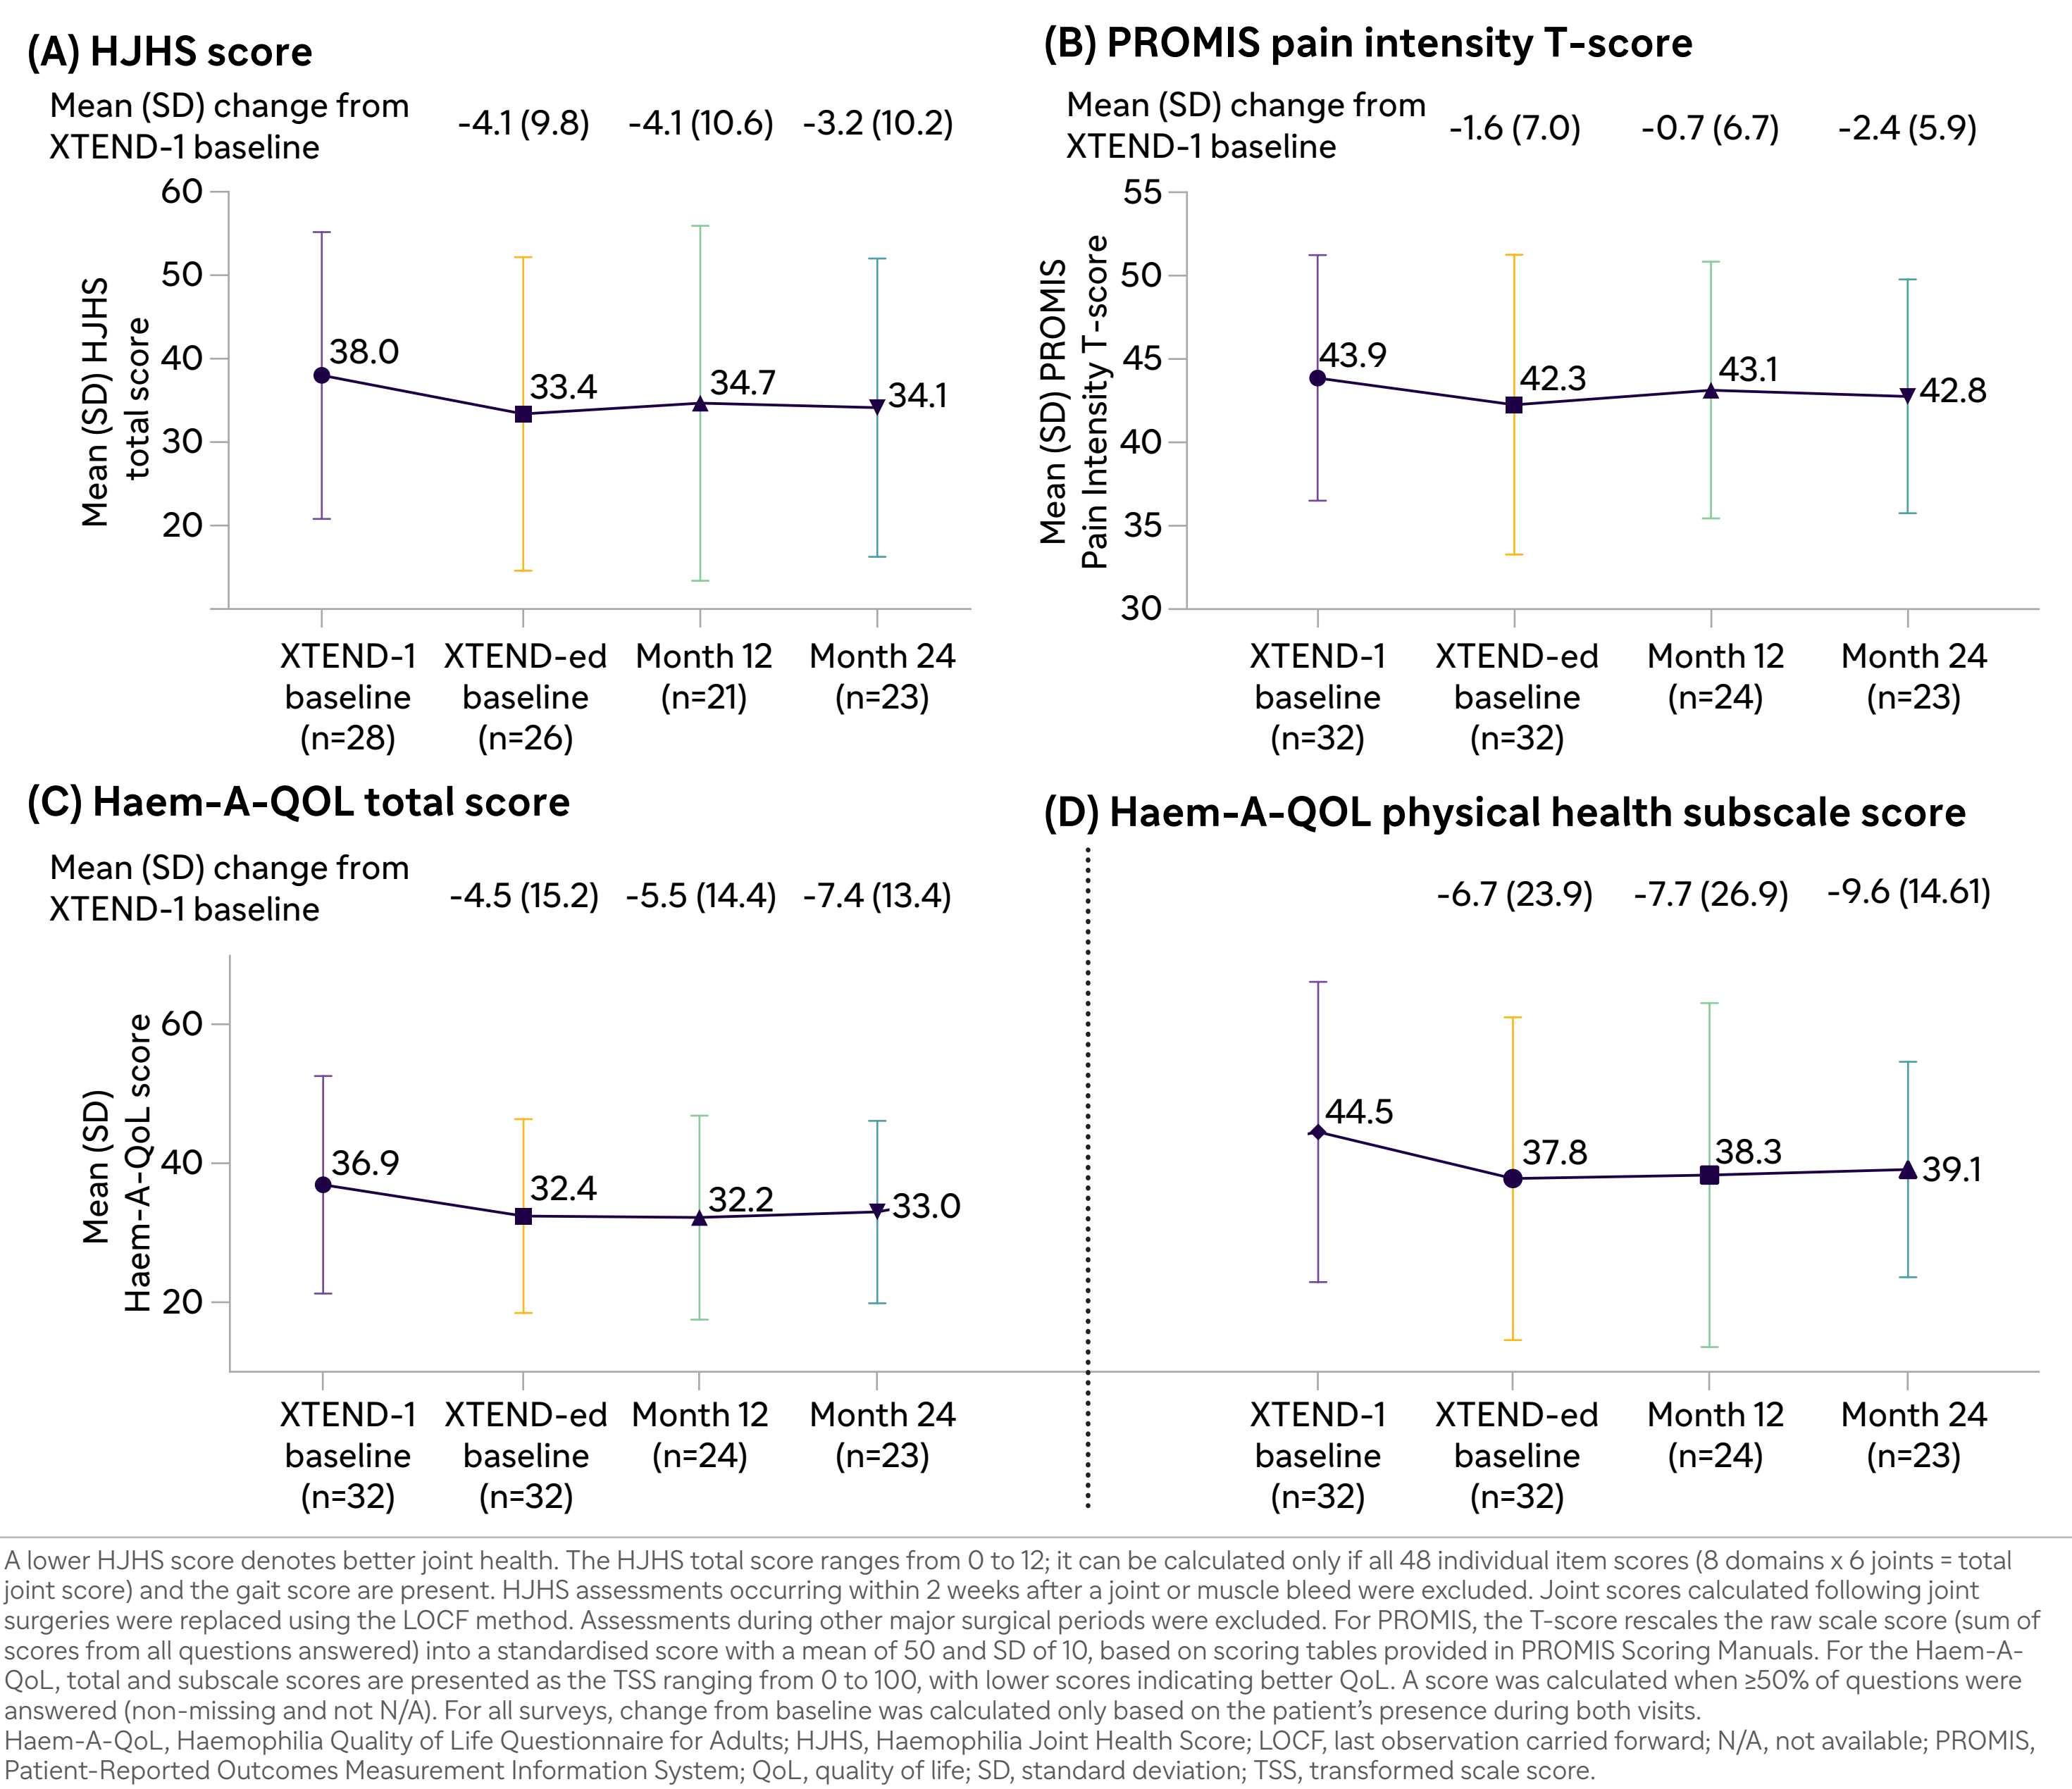 (A) HJHS score
Mean (SD) change from
XTEND-1 baseline
-4.1 (9.8) -4.1 (10.6) -3.2 (10.2)
Mean (SD) HJHS
total score
60
50
40
30
20
38.0
33.4
34.7
34.1
XTEND-1 XTEND-ed Month 12 Month 24
baseline baseline (n=21) (n=23)
(n=28) (n=26)
(B) PROMIS pain intensity T-score
Mean (SD) change from
XTEND-1 baseline
-1.6 (7.0) -0.7 (6.7) -2.4 (5.9)
Mean (SD) PROMIS
Pain Intensity T-score
55
50
45
40
35
30
43.9
42.3
43.1
42.8
XTEND-1 XTEND-ed Month 12 Month 24
baseline baseline (n=24) (n=23)
(n=32) (n=32)
(C) Haem-A-QOL total score
Mean (SD) change from
XTEND-1 baseline
-4.5 (15.2) -5.5 (14.4) -7.4 (13.4)
Mean (SD)
Haem-A-QoL score
60
40
20
36.9
32.4
32.2
33.0
XTEND-1 XTEND-ed Month 12 Month 24
baseline baseline (n=24) (n=23)
(n=32) (n=32)
(D) Haem-A-QOL physical health subscale score
-6.7 (23.9) -7.7 (26.9) -9.6 (14.61)
44.5
37.8
38.3
39.1
XTEND-1 XTEND-ed Month 12 Month 24
baseline baseline (n=24) (n=23)
(n=32) (n=32)
A lower HJHS score denotes better joint health. The HJHS total score ranges from 0 to 12; it can be calculated only if all 48 individual item scores (8 domains x 6 joints = total
joint score) and the gait score are present. HJHS assessments occurring within 2 weeks after a joint or muscle bleed were excluded. Joint scores calculated following joint
surgeries were replaced using the LOCF method. Assessments during other major surgical periods were excluded. For PROMIS, the T-score rescales the raw scale score (sum of
scores from all questions answered) into a standardised score with a mean of 50 and SD of 10, based on scoring tables provided in PROMIS Scoring Manuals. For the Haem-A-
QoL, total and subscale scores are presented as the TSS ranging from 0 to 100, with lower scores indicating better QoL. A score was calculated when ≥50% of questions were
answered (non-missing and not N/A). For all surveys, change from baseline was calculated only based on the patient’s presence during both visits.
Haem-A-QoL, Haemophilia Quality of Life Questionnaire for Adults; HJHS, Haemophilia Joint Health Score; LOCF, last observation carried forward; N/A, not available; PROMIS,
Patient-Reported Outcomes Measurement Information System; QoL, quality of life; SD, standard deviation; TSS, transformed scale score.